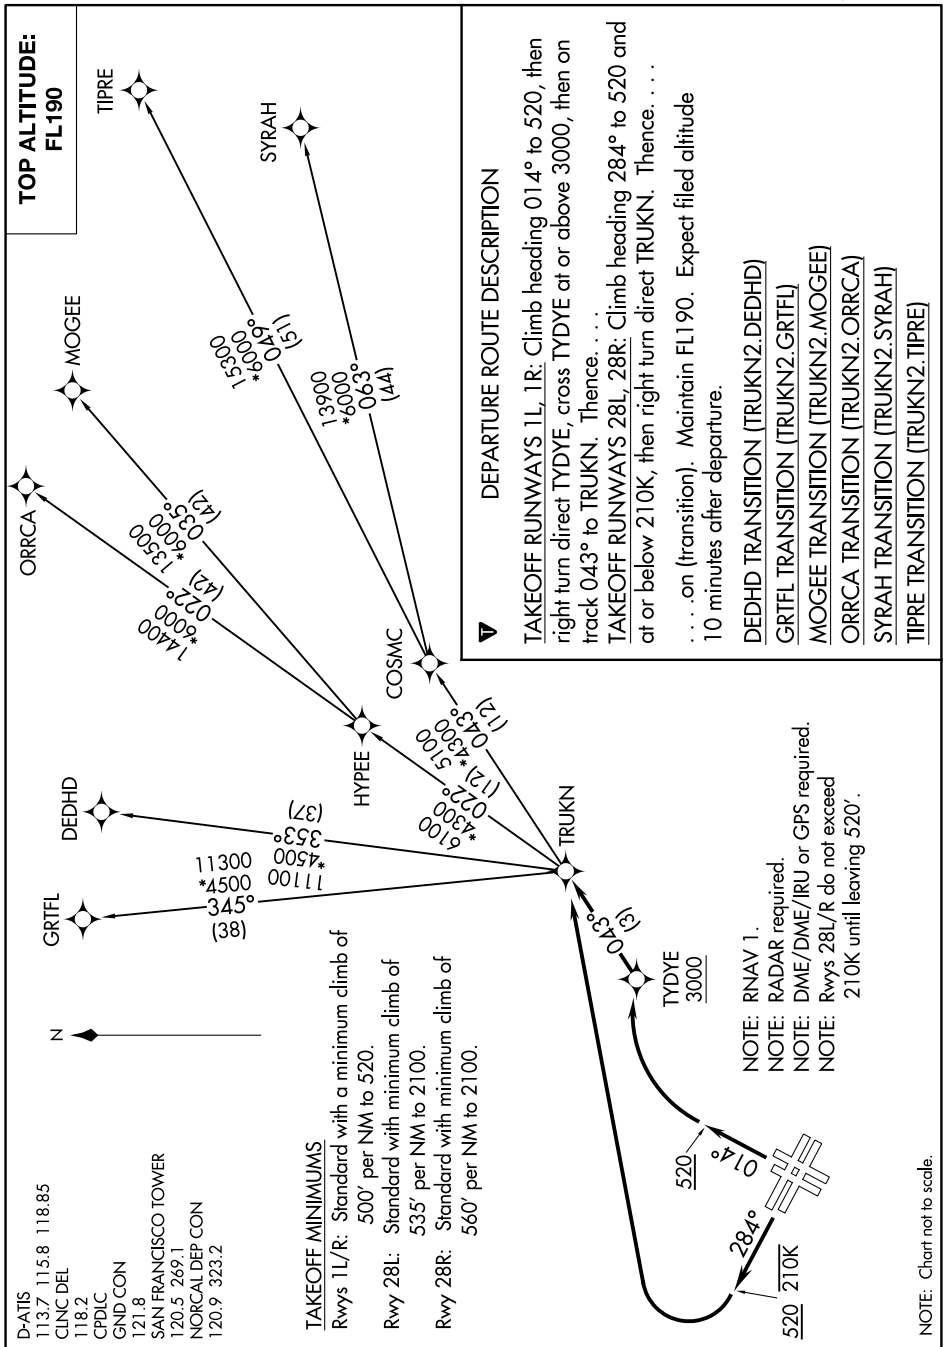 D-ATIS
113.7 115.8 118.85
CLNC DEL
118.2
CPDLC
GND CON
121.8
SAN FRANCISCO TOWER
120.5 269.1
NORCAL DEP CON
120.9 323.2
TOP ALTITUDE:
FL190
N
TAKEOFF MINIMUMS
Rwys 1L/R: Standard with a minimum climb of
500' per NM to 520.
Rwy 28L: Standard with minimum climb of
535' per NM to 2100.
Rwy 28R: Standard with minimum climb of
560' per NM to 2100.
GRTFL
11300
*4500
345°
(38)
DEDHD
11100
*4500
353°
(37)
ORRCA
14400
*6000
022°
(42)
MOGEE
13500
*6000
035°
(42)
TIPRE
15300
*6000
049°
(51)
SYRAH
13900
*6000
063°
(44)
HYPEE
6100
*4300
022°
(12)
COSMC
5100
*4300
043°
(12)
TRUKN
043°
(3)
TYDYE
3000
520
014°
284°
520 210K
NOTE: RNAV 1.
NOTE: RADAR required.
NOTE: DME/DME/IRU or GPS required.
NOTE: Rwys 28L/R do not exceed
210K until leaving 520'.
T
DEPARTURE ROUTE DESCRIPTION
TAKEOFF RUNWAYS 1L, 1R: Climb heading 014° to 520, then
right turn direct TYDYE, cross TYDYE at or above 3000, then on
track 043° to TRUKN. Thence. . . .
TAKEOFF RUNWAYS 28L, 28R: Climb heading 284° to 520 and
at or below 210K, then right turn direct TRUKN. Thence. . . .
. . . .on (transition). Maintain FL190. Expect filed altitude
10 minutes after departure.
DEDHD TRANSITION (TRUKN2.DEDHD)
GRTFL TRANSITION (TRUKN2.GRTFL)
MOGEE TRANSITION (TRUKN2.MOGEE)
ORRCA TRANSITION (TRUKN2.ORRCA)
SYRAH TRANSITION (TRUKN2.SYRAH)
TIPRE TRANSITION (TRUKN2.TIPRE)
NOTE: Chart not to scale.